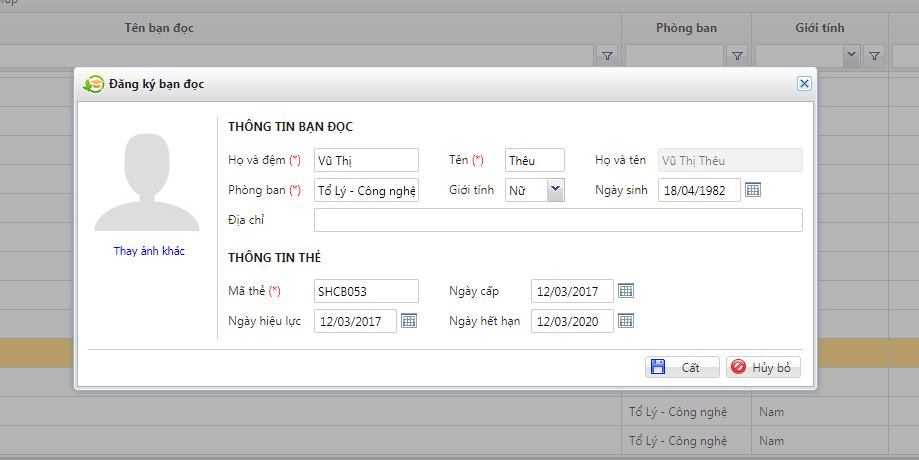 Tên bạn đọc Phòng ban Giới tính
Đăng ký bạn đọc
THÔNG TIN BẠN ĐỌC
Họ và đệm (*) Vũ Thị Tên (*) Thêu Họ và tên Vũ Thị Thêu
Phòng ban (*) Tổ Lý - Công nghệ Giới tính Nữ Ngày sinh 18/04/1982
Địa chỉ
Thay ảnh khác
THÔNG TIN THẺ
Mã thẻ (*) SHCB053 Ngày cấp 12/03/2017
Ngày hiệu lực 12/03/2017 Ngày hết hạn 12/03/2020
Cất Hủy bỏ
Tổ Lý - Công nghệ Nam
Tổ Lý - Công nghệ Nam